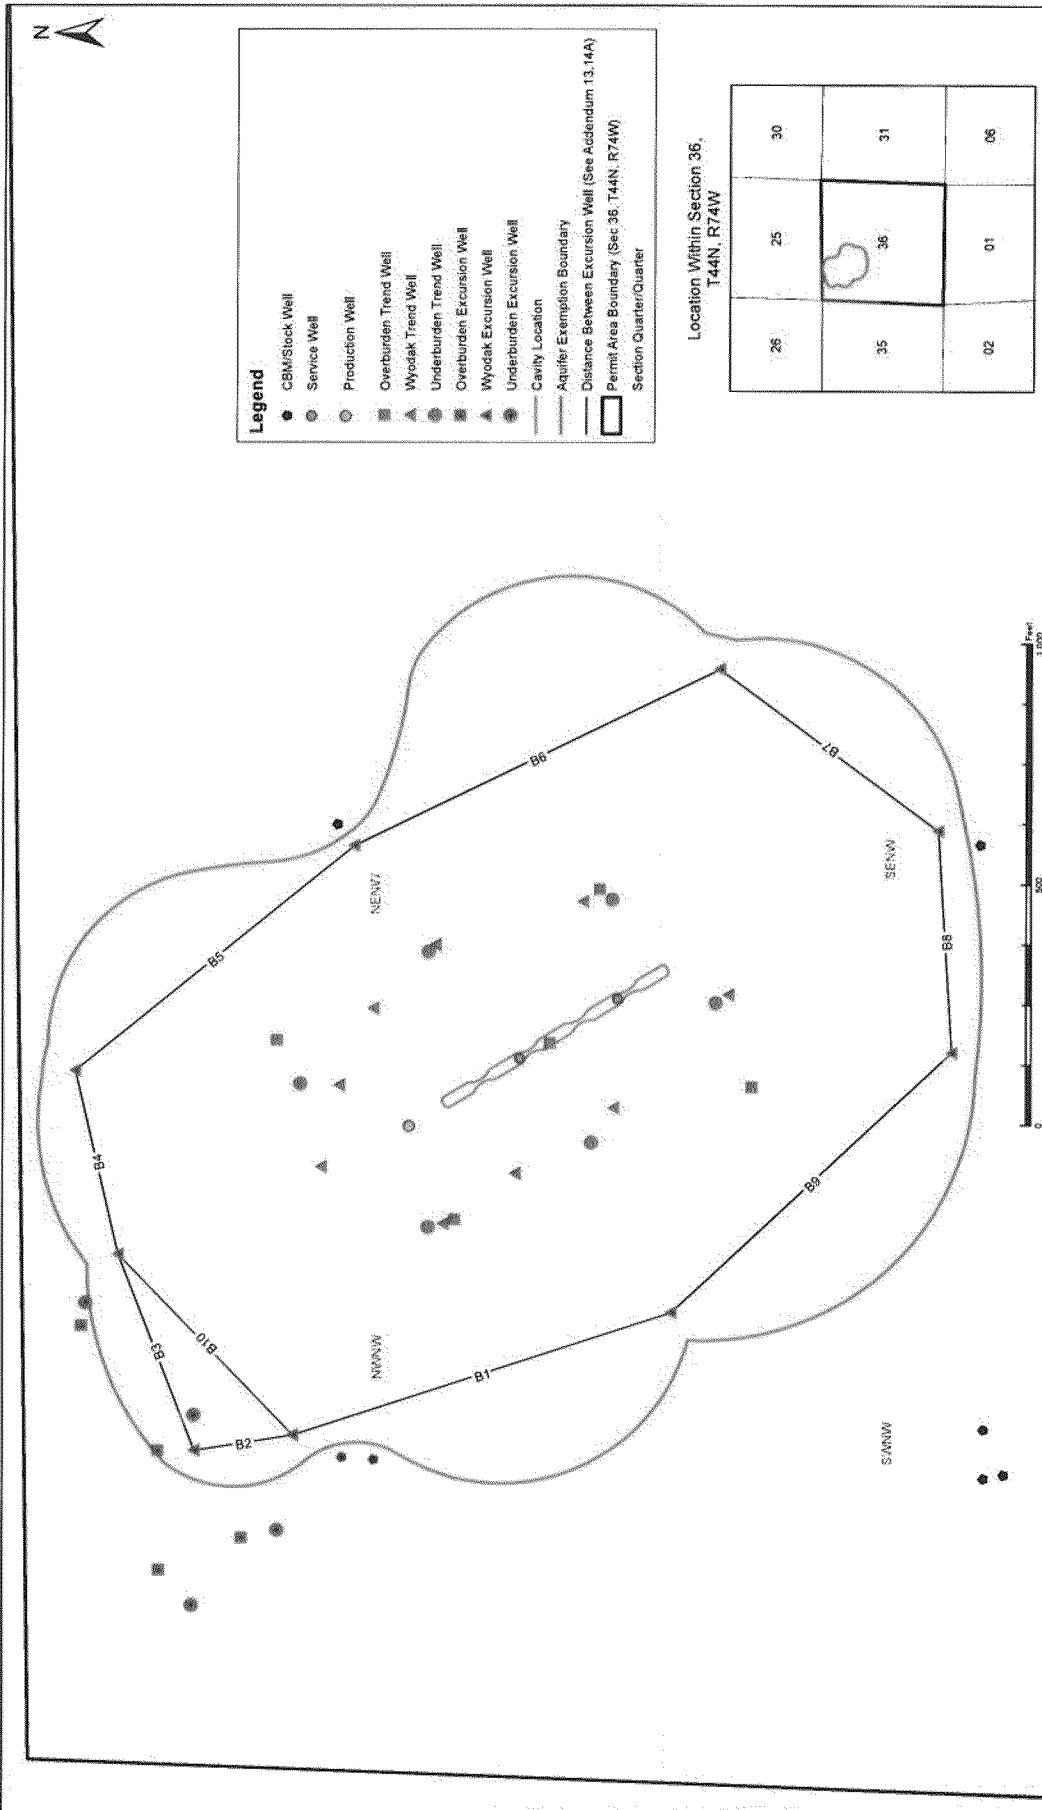 N
Legend
CBM/Stock Well
Service Well
Production Well
Overburden Trend Well
Wyodak Trend Well
Underburden Trend Well
Overburden Excursion Well
Wyodak Excursion Well
Underburden Excursion Well
Cavity Location
Aquifer Exemption Boundary
Distance Between Excursion Well (See Addendum 13.14A)
Permit Area Boundary (Sec 36, T44N, R74W)
Section Quarter/Quarter
Location Within Section 36,
T44N, R74W
26 25 30
35 36 31
02 01 06
B4
B5
B3
B10
B2
NWNW
NENW
B1
B6
B9
B7
B8
SWNW
SENW
0 500 1,000
Feet